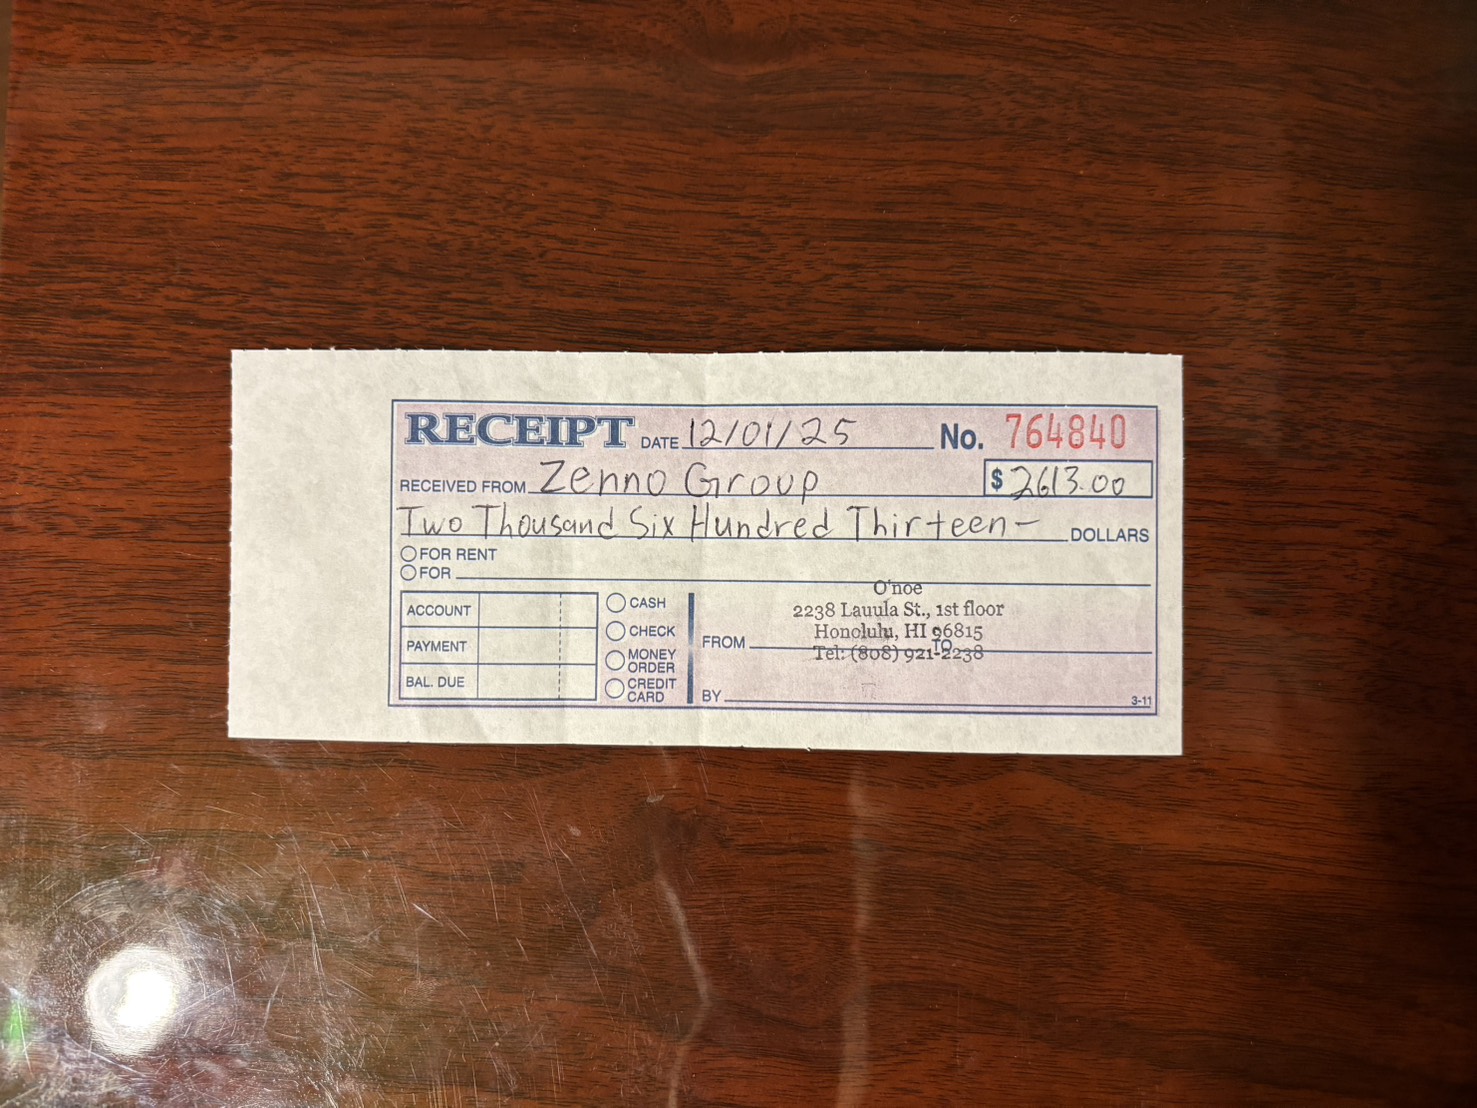 RECEIPT DATE 12/01/25 No. 764840
RECEIVED FROM Zenno Group $ 2613.00
Two Thousand Six Hundred Thirteen— DOLLARS
FOR RENT
FOR
ACCOUNT
PAYMENT
BAL. DUE
CASH
CHECK
MONEY ORDER
CREDIT CARD
O'noe
2238 Lauula St., 1st floor
Honolulu, HI 96815
FROM TO
Tel: (808) 921-2238
BY
3-11